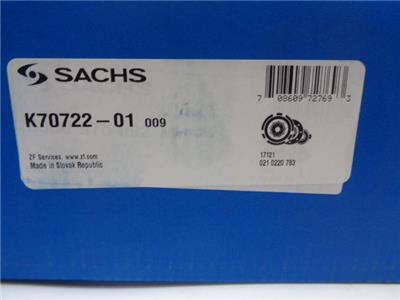 SACHS
7 08609 72769 3
K70722-01 009
ZF Services. www.zf.com
Made in Slovak Republic
17121
021 0220 783